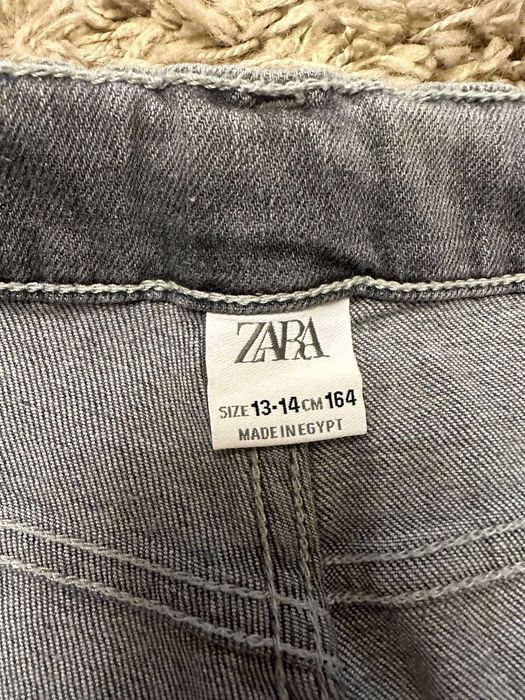 ZARA
SIZE 13-14 CM 164
MADE IN EGYPT